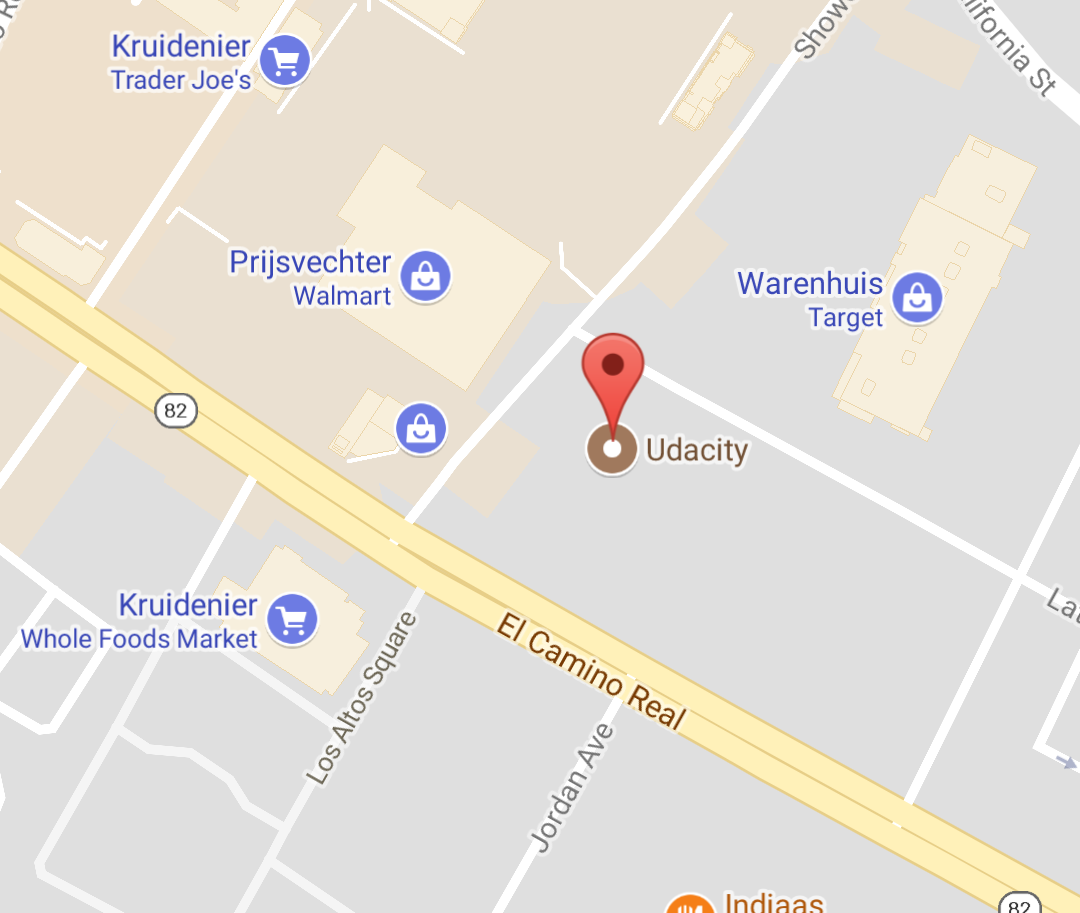 Kruidenier
Trader Joe's
Prijsvechter
Walmart
Warenhuis
Target
82
Udacity
Kruidenier
Whole Foods Market
El Camino Real
Los Altos Square
Jordan Ave
Indiaas
82